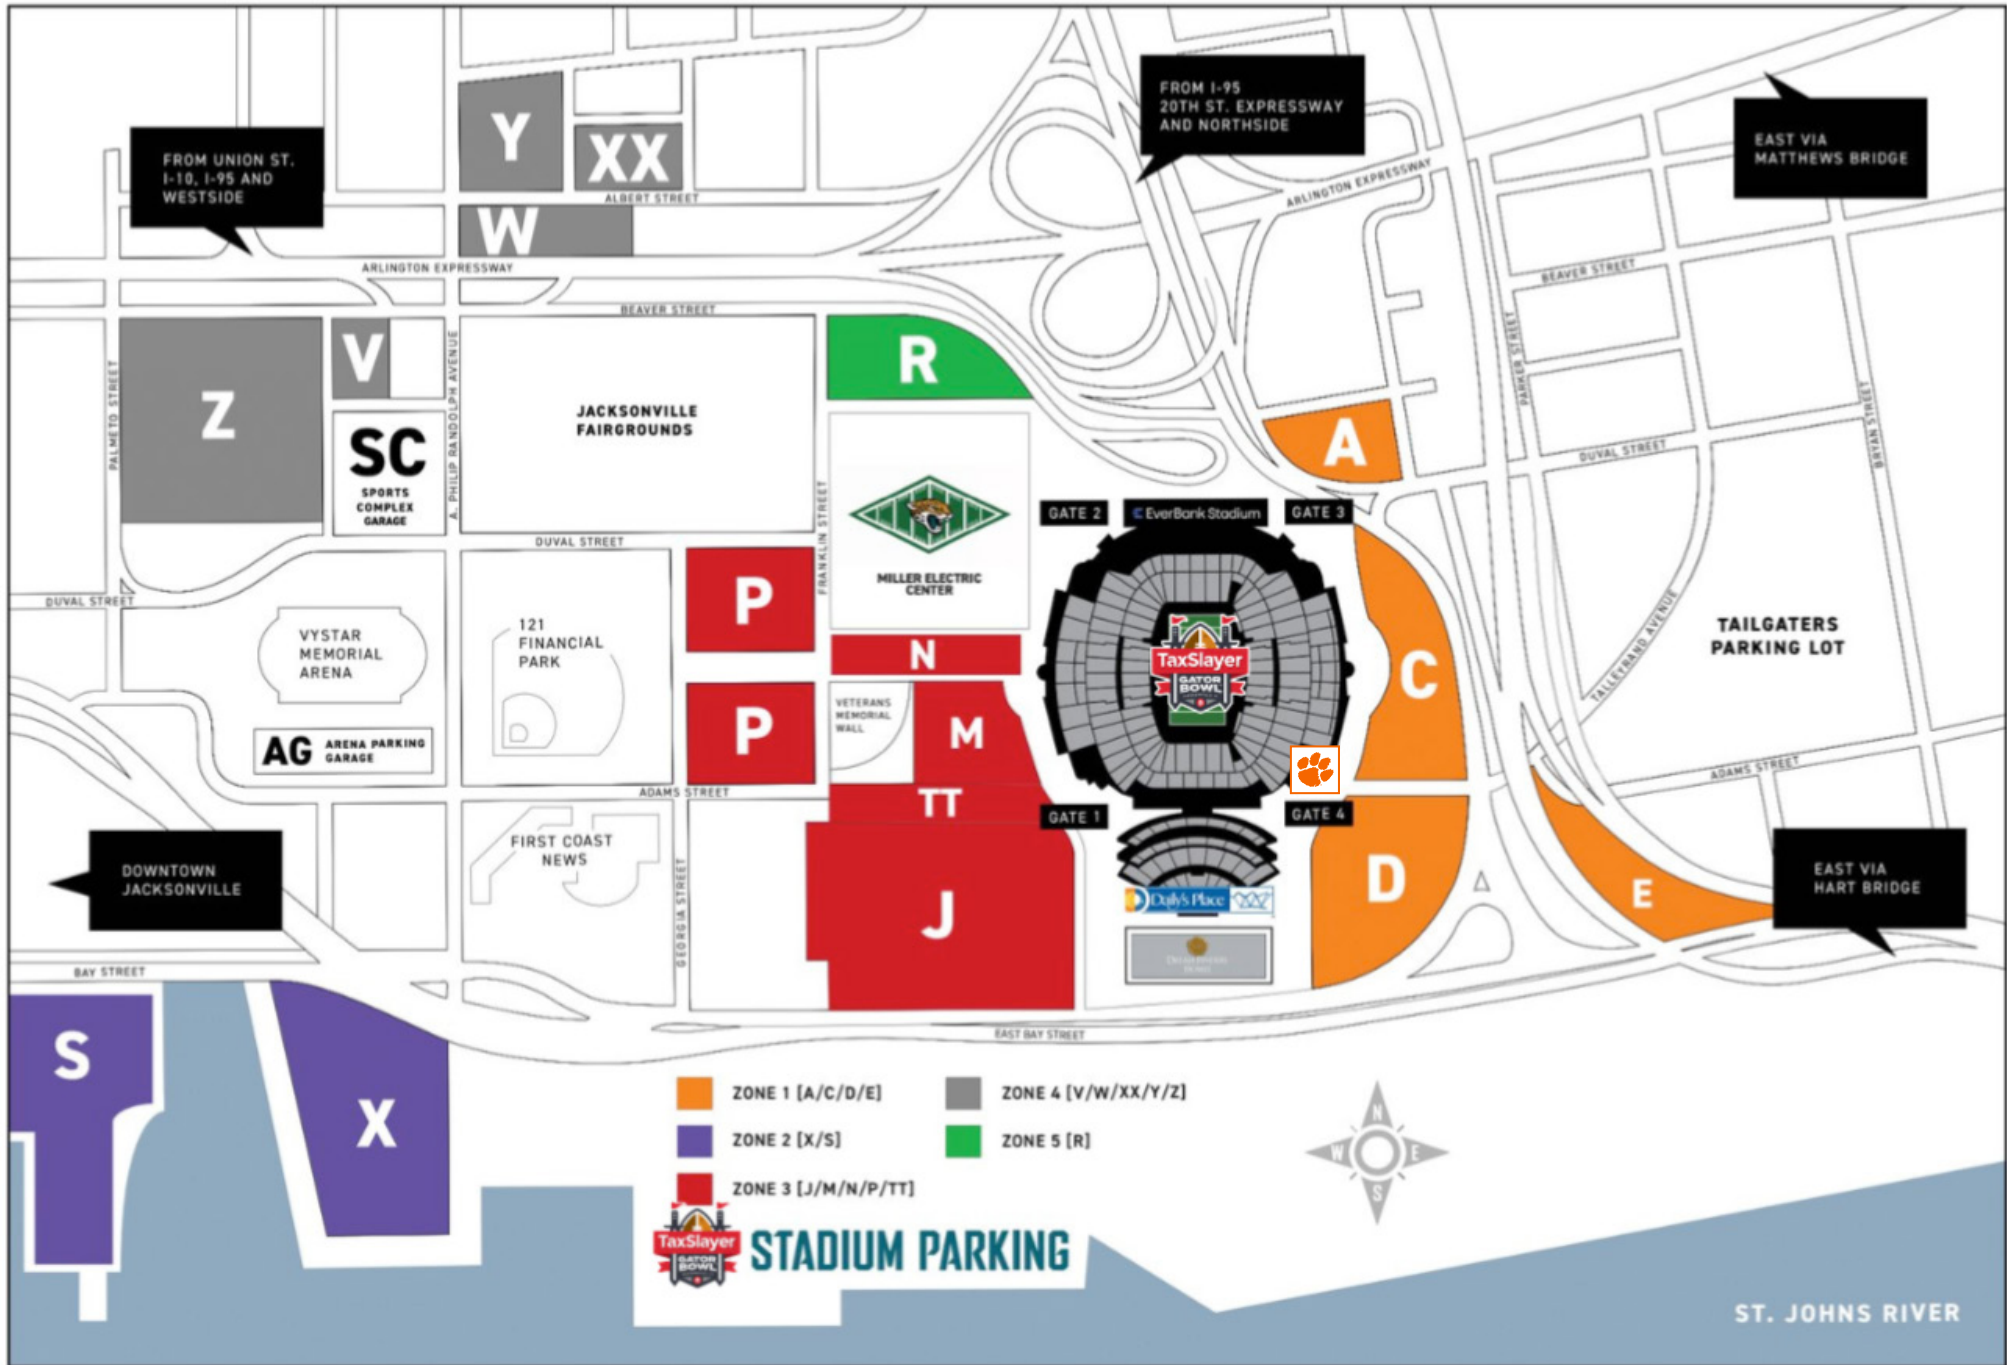 FROM UNION ST.
I-10, I-95 AND
WESTSIDE
Y
XX
ALBERT STREET
W
ARLINGTON EXPRESSWAY
BEAVER STREET
FROM I-95
20TH ST. EXPRESSWAY
AND NORTHSIDE
ARLINGTON EXPRESSWAY
EAST VIA
MATTHEWS BRIDGE
BEAVER STREET
PARKER STREET
DUVAL STREET
BRYAN STREET
PALMETO STREET
Z
V
SC
SPORTS
COMPLEX
GARAGE
A. PHILIP RANDOLPH AVENUE
JACKSONVILLE
FAIRGROUNDS
R
A
FRANKLIN STREET
MILLER ELECTRIC
CENTER
GATE 2
EverBank Stadium
GATE 3
DUVAL STREET
DUVAL STREET
VYSTAR
MEMORIAL
ARENA
121
FINANCIAL
PARK
P
N
P
VETERANS
MEMORIAL
WALL
M
TaxSlayer
GATOR
BOWL
C
TALLEYRAND AVENUE
TAILGATERS
PARKING LOT
AG ARENA PARKING
GARAGE
ADAMS STREET
ADAMS STREET
TT
GATE 1
GATE 4
DOWNTOWN
JACKSONVILLE
FIRST COAST
NEWS
GEORGIA STREET
J
Daily's Place
D
E
EAST VIA
HART BRIDGE
BAY STREET
EAST BAY STREET
S
X
ZONE 1 [A/C/D/E]
ZONE 2 [X/S]
ZONE 3 [J/M/N/P/TT]
ZONE 4 [V/W/XX/Y/Z]
ZONE 5 [R]
N
W
E
S
TaxSlayer
GATOR
BOWL
STADIUM PARKING
ST. JOHNS RIVER